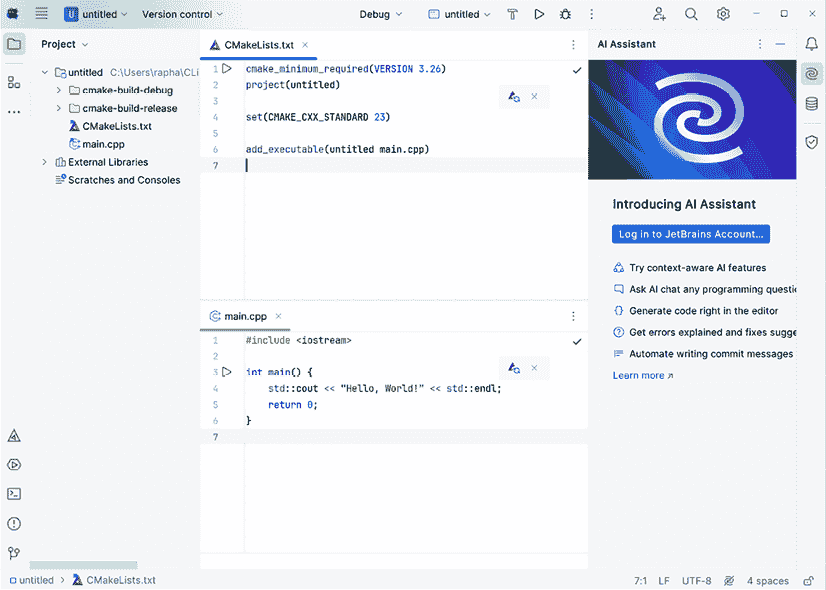 U untitled Version control Debug untitled
Project
untitled C:\Users\rapha\CLi
cmake-build-debug
cmake-build-release
CMakeLists.txt
main.cpp
External Libraries
Scratches and Consoles
CMakeLists.txt
1 cmake_minimum_required(VERSION 3.26)
2 project(untitled)
3
4 set(CMAKE_CXX_STANDARD 23)
5
6 add_executable(untitled main.cpp)
7
main.cpp
1 #include <iostream>
2
3 int main() {
4 std::cout << "Hello, World!" << std::endl;
5 return 0;
6 }
7
AI Assistant
Introducing AI Assistant
Log in to JetBrains Account...
Try context-aware AI features
Ask AI chat any programming questi
Generate code right in the editor
Get errors explained and fixes sugge
Automate writing commit messages
Learn more ↗
untitled > CMakeLists.txt
7:1 LF UTF-8 4 spaces